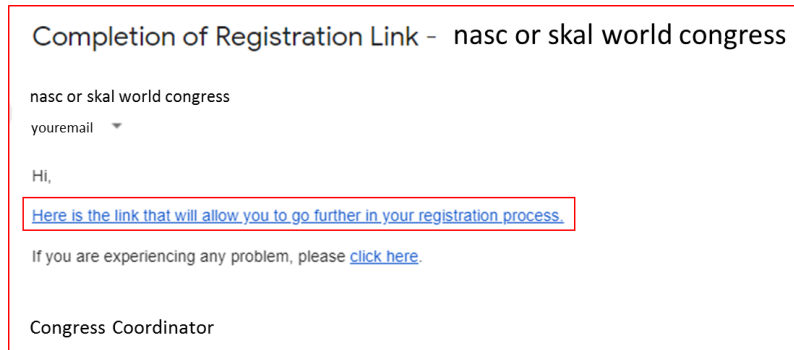 Completion of Registration Link - nasc or skal world congress
nasc or skal world congress
youremail
Hi,
Here is the link that will allow you to go further in your registration process.
If you are experiencing any problem, please click here.
Congress Coordinator